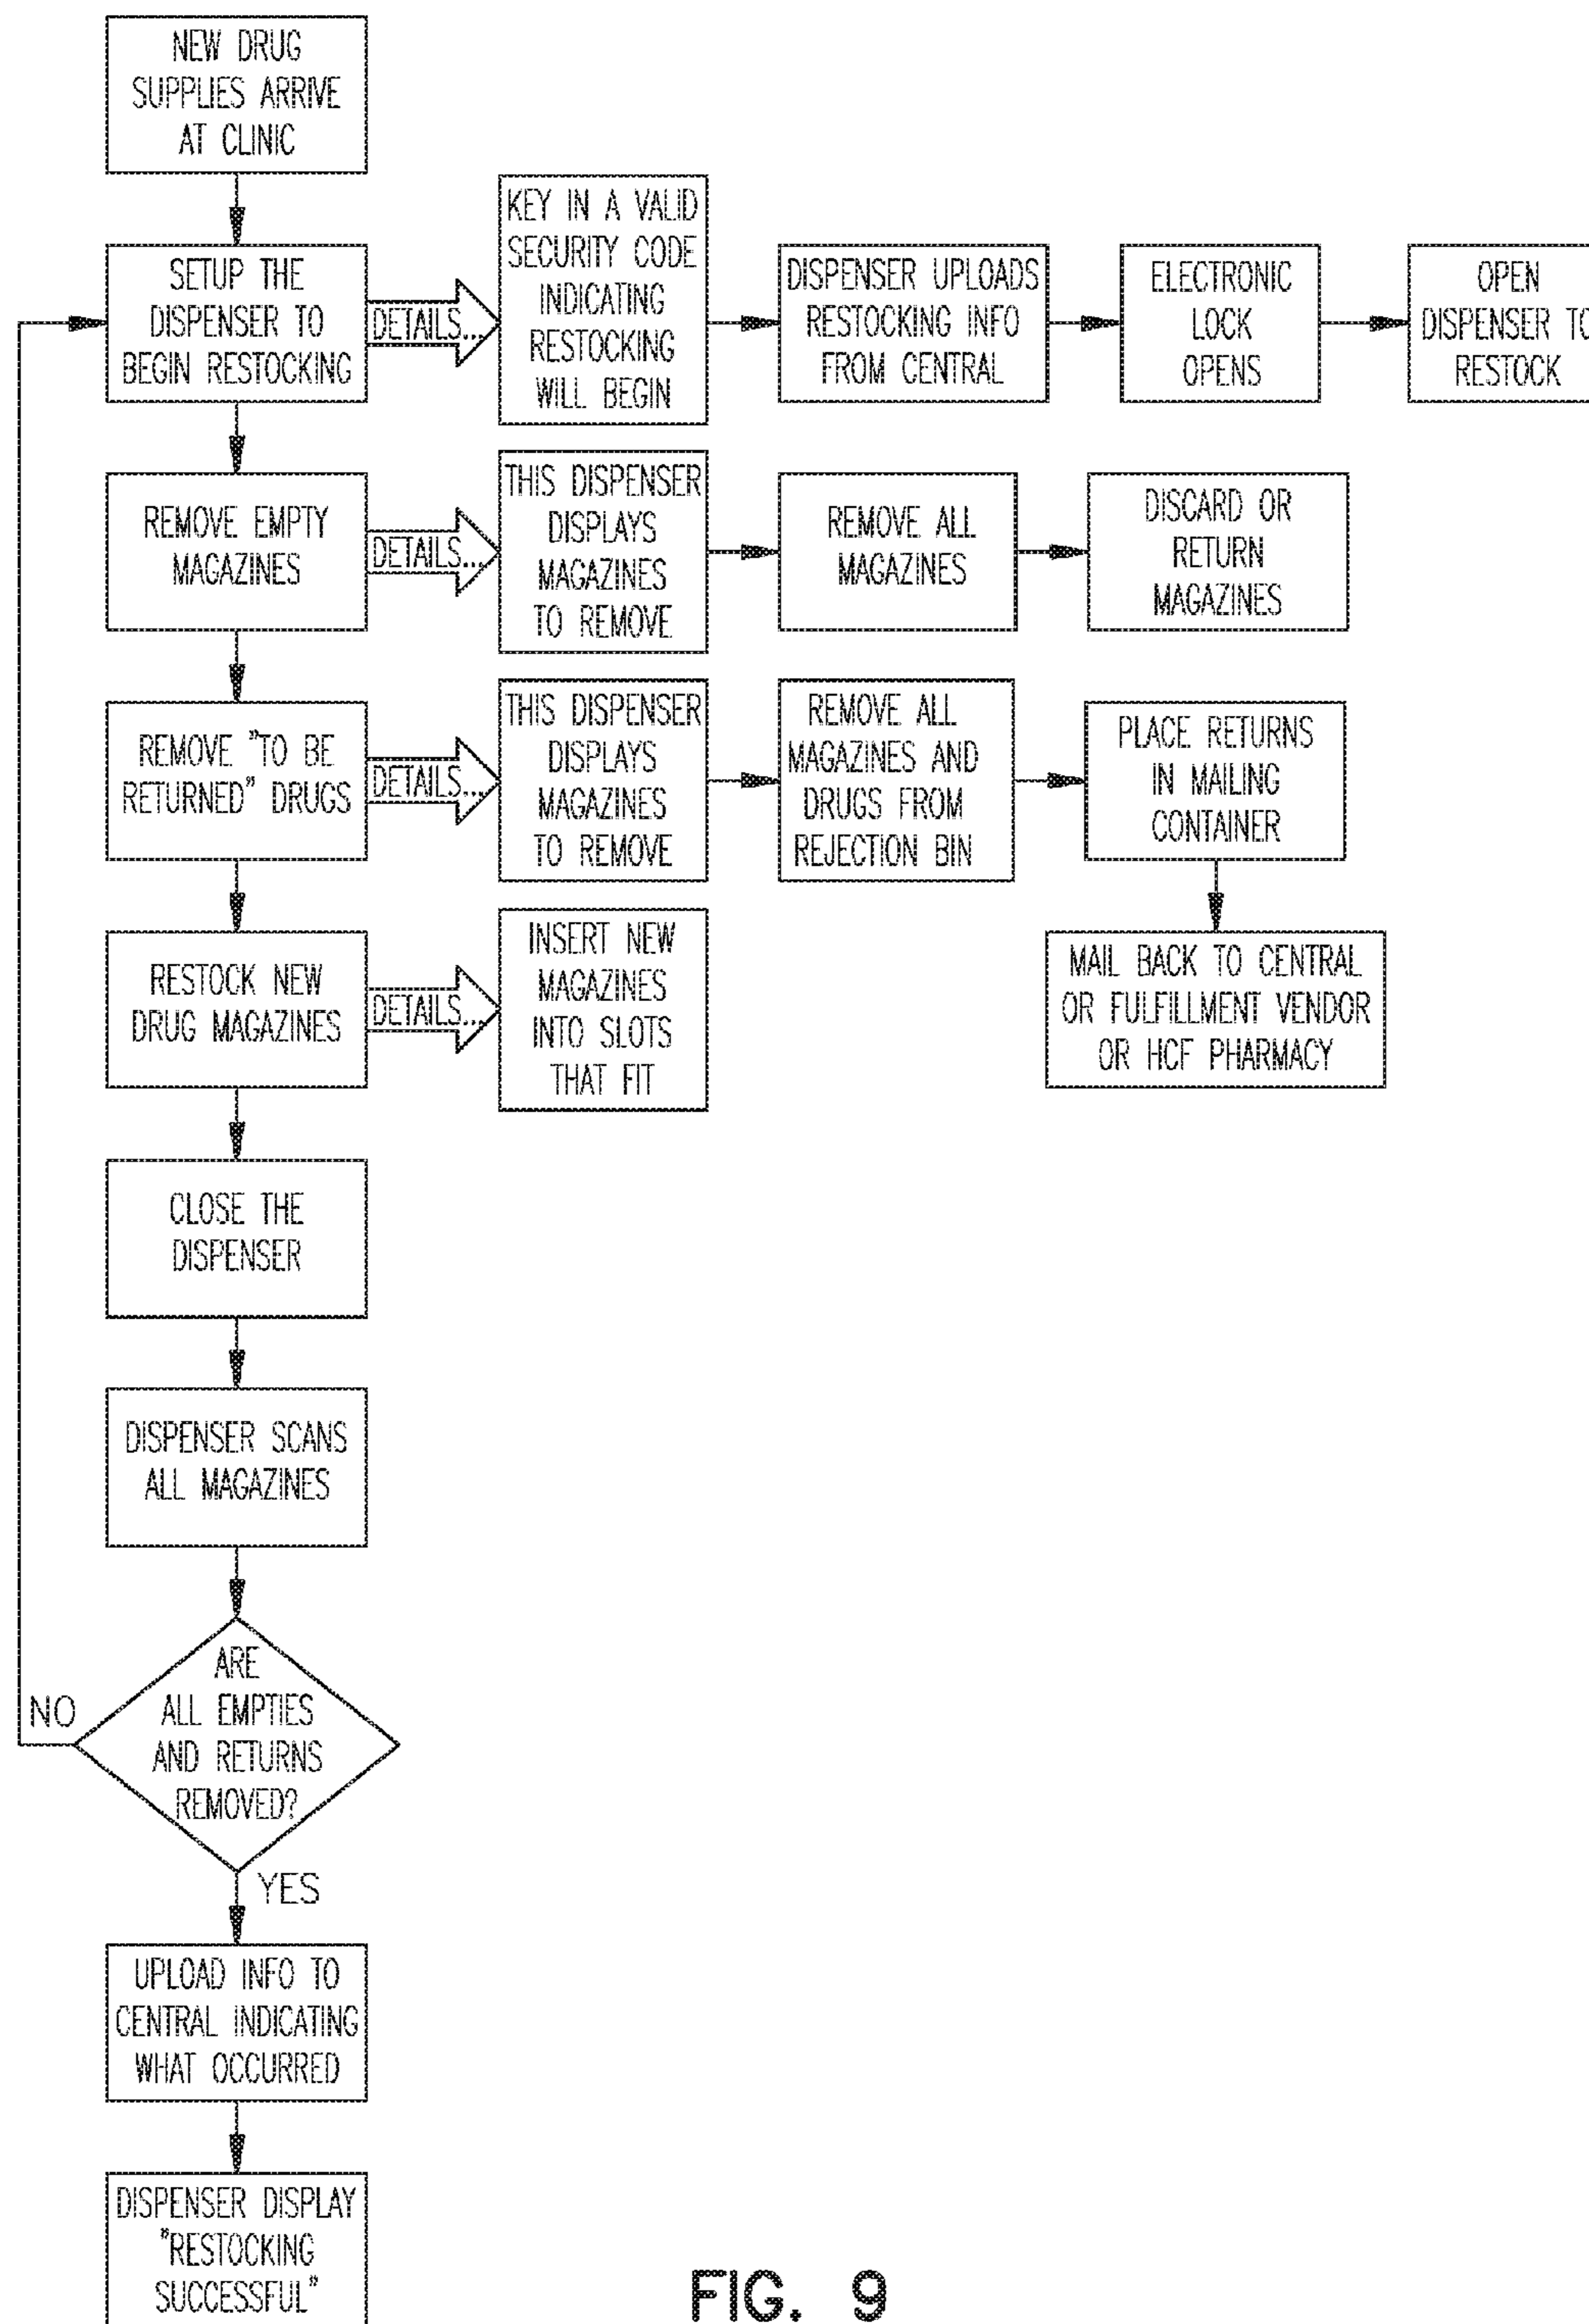 NEW DRUG
SUPPLIES ARRIVE
AT CLINIC
SETUP THE
DISPENSER TO
BEGIN RESTOCKING
DETAILS...
KEY IN A VALID
SECURITY CODE
INDICATING
RESTOCKING
WILL BEGIN
DISPENSER UPLOADS
RESTOCKING INFO
FROM CENTRAL
ELECTRONIC
LOCK
OPENS
OPEN
DISPENSER TO
RESTOCK
REMOVE EMPTY
MAGAZINES
DETAILS...
THIS DISPENSER
DISPLAYS
MAGAZINES
TO REMOVE
REMOVE ALL
MAGAZINES
DISCARD OR
RETURN
MAGAZINES
REMOVE "TO BE
RETURNED" DRUGS
DETAILS...
THIS DISPENSER
DISPLAYS
MAGAZINES
TO REMOVE
REMOVE ALL
MAGAZINES AND
DRUGS FROM
REJECTION BIN
PLACE RETURNS
IN MAILING
CONTAINER
MAIL BACK TO CENTRAL
OR FULFILLMENT VENDOR
OR HCF PHARMACY
RESTOCK NEW
DRUG MAGAZINES
DETAILS...
INSERT NEW
MAGAZINES
INTO SLOTS
THAT FIT
CLOSE THE
DISPENSER
DISPENSER SCANS
ALL MAGAZINES
ARE
ALL EMPTIES
AND RETURNS
REMOVED?
NO
YES
UPLOAD INFO TO
CENTRAL INDICATING
WHAT OCCURRED
DISPENSER DISPLAY
"RESTOCKING
SUCCESSFUL"
FIG. 9